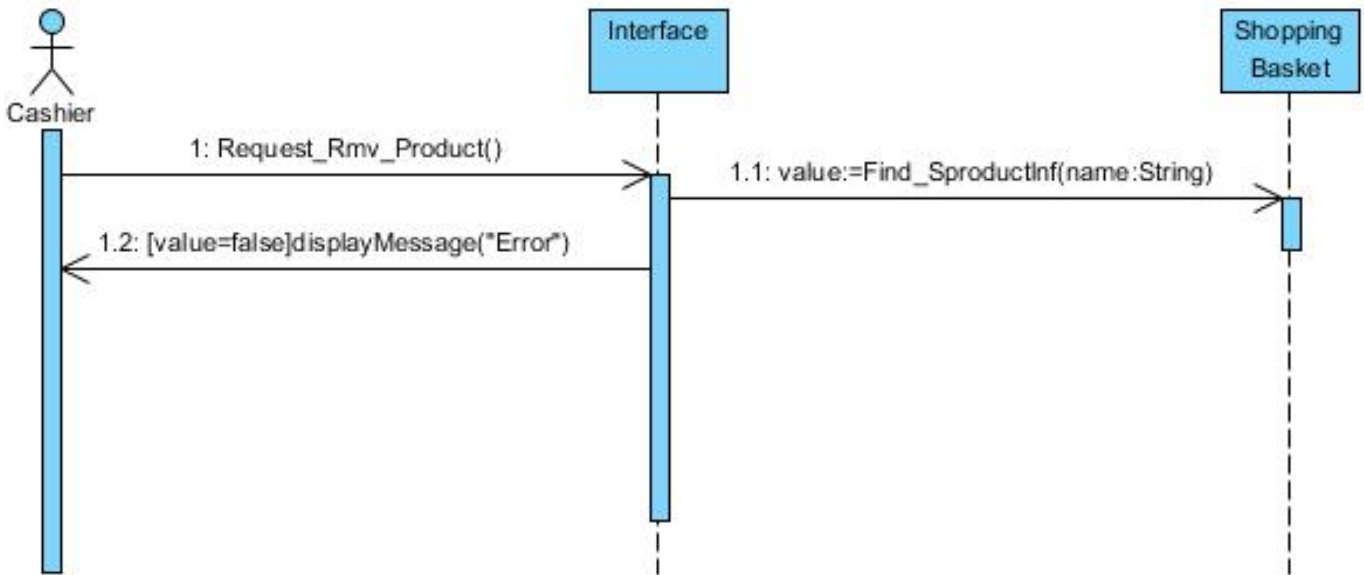 Interface
Shopping
Basket
Cashier
1: Request_Rmv_Product()
1.1: value:=Find_SproductInf(name:String)
1.2: [value=false]displayMessage("Error")